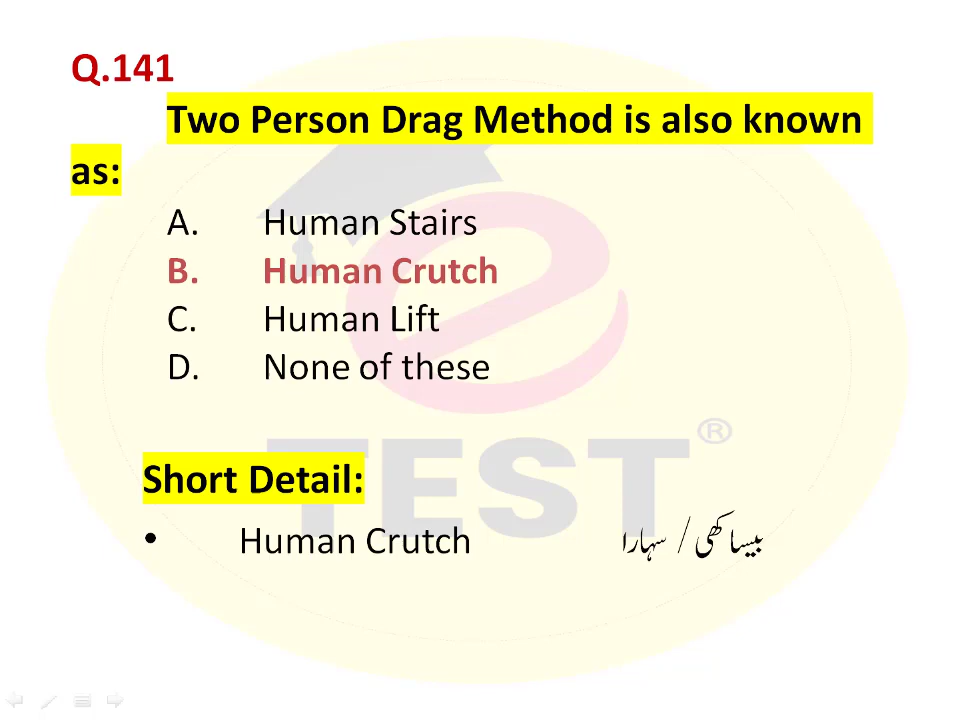 Q.141
Two Person Drag Method is also known
as:
A. Human Stairs
B. Human Crutch
C. Human Lift
D. None of these
e
TEST®
Short Detail:
• Human Crutch بیساکھی / سہارا